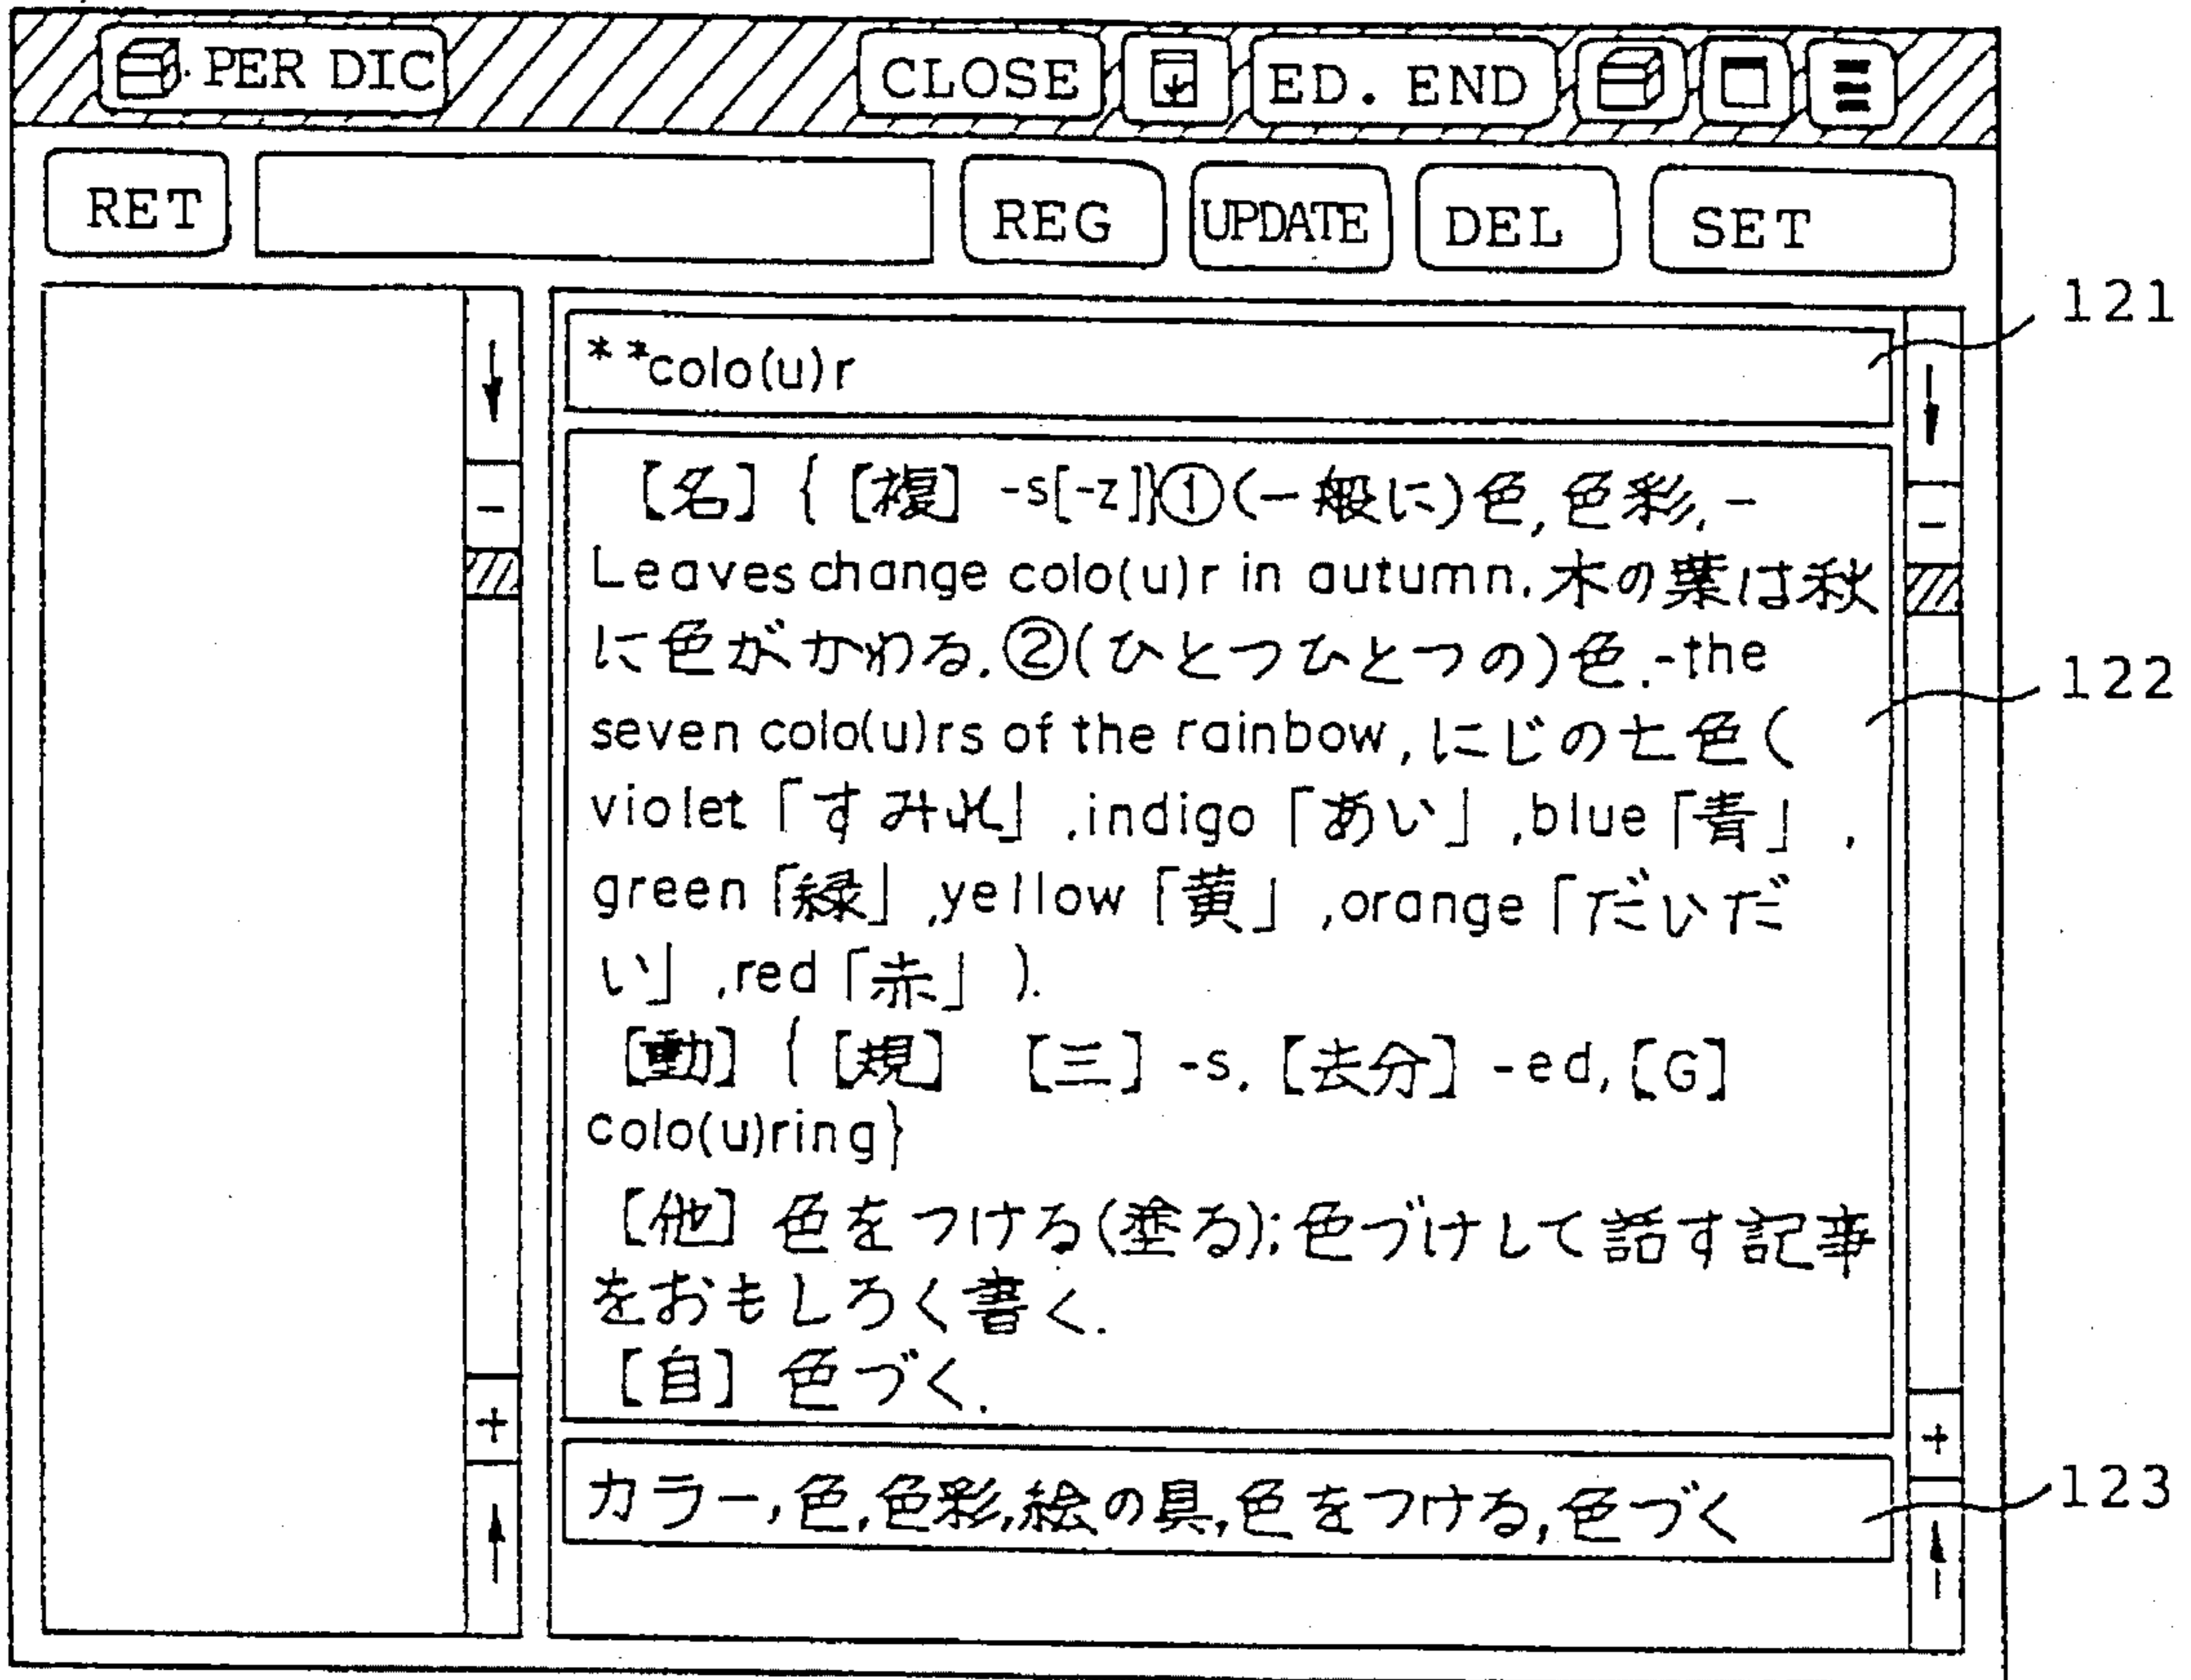 PER DIC CLOSE ED. END
RET REG UPDATE DEL SET
121
**colo(u)r
【名】{【複】 -s[-z]}①(一般に)色,色彩,-
Leaves change colo(u)r in autumn.木の葉は秋
に色がかわる.②(ひとつひとつの)色.-the
122
seven colo(u)rs of the rainbow,にじの七色(
violet「すみれ」,indigo「あい」,blue「青」,
green「緑」,yellow「黄」,orange「だいだ
い」,red「赤」).
【動】{【規】 【三】-s.【去分】-ed,【G】
colo(u)ring}
【他】色をつける(塗る);色づけして話す記事
をおもしろく書く.
【自】色づく.
カラー,色,色彩,絵の具,色をつける,色づく
123